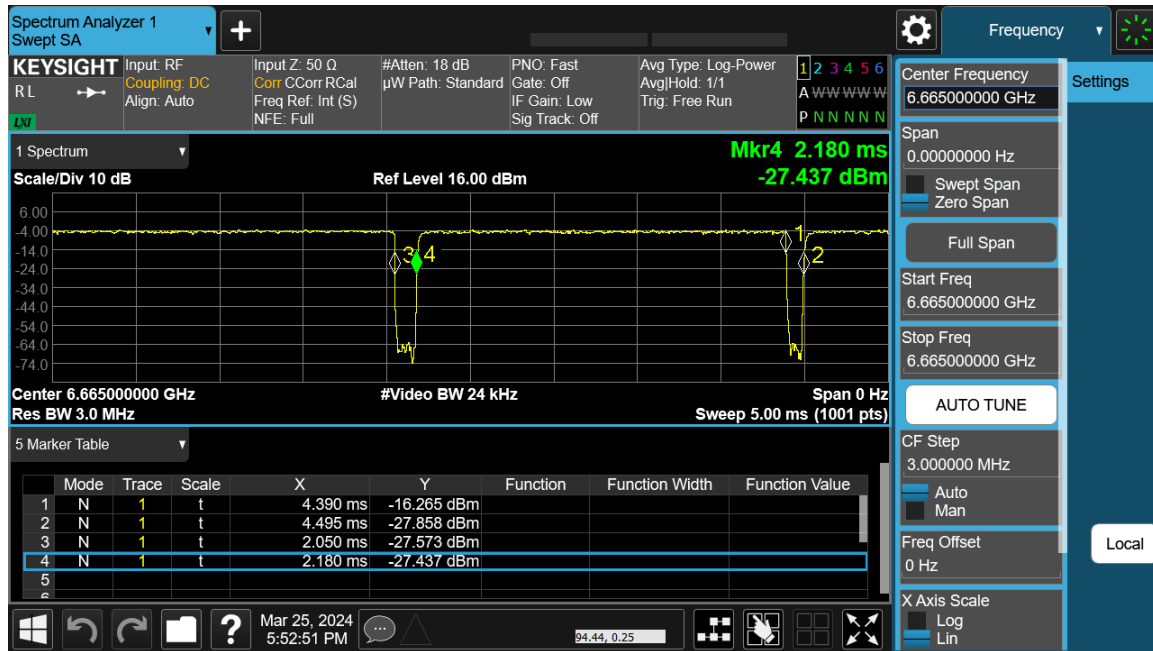 Spectrum Analyzer 1
Swept SA
Frequency
KEYSIGHT
RL
LXI
Input: RF
Coupling: DC
Align: Auto
Input Z: 50 Ω
Corr CCorr RCal
Freq Ref: Int (S)
NFE: Full
#Atten: 18 dB
µW Path: Standard
PNO: Fast
Gate: Off
IF Gain: Low
Sig Track: Off
Avg Type: Log-Power
Avg|Hold: 1/1
Trig: Free Run
1 2 3 4 5 6
A W W W W W W
P N N N N N
1 Spectrum
Mkr4 2.180 ms
Scale/Div 10 dB
Ref Level 16.00 dBm
-27.437 dBm
6.00
-4.00
-14.0
-24.0
-34.0
-44.0
-54.0
-64.0
-74.0
3 4
1
2
Center 6.665000000 GHz
#Video BW 24 kHz
Span 0 Hz
Res BW 3.0 MHz
Sweep 5.00 ms (1001 pts)
5 Marker Table
Mode Trace Scale X Y Function Function Width Function Value
1 N 1 t 4.390 ms -16.265 dBm
2 N 1 t 4.495 ms -27.858 dBm
3 N 1 t 2.050 ms -27.573 dBm
4 N 1 t 2.180 ms -27.437 dBm
5
6
?
Mar 25, 2024
5:52:51 PM
94.44, 0.25
Center Frequency
6.665000000 GHz
Settings
Span
0.00000000 Hz
Swept Span
Zero Span
Full Span
Start Freq
6.665000000 GHz
Stop Freq
6.665000000 GHz
AUTO TUNE
CF Step
3.000000 MHz
Auto
Man
Freq Offset
0 Hz
Local
X Axis Scale
Log
Lin